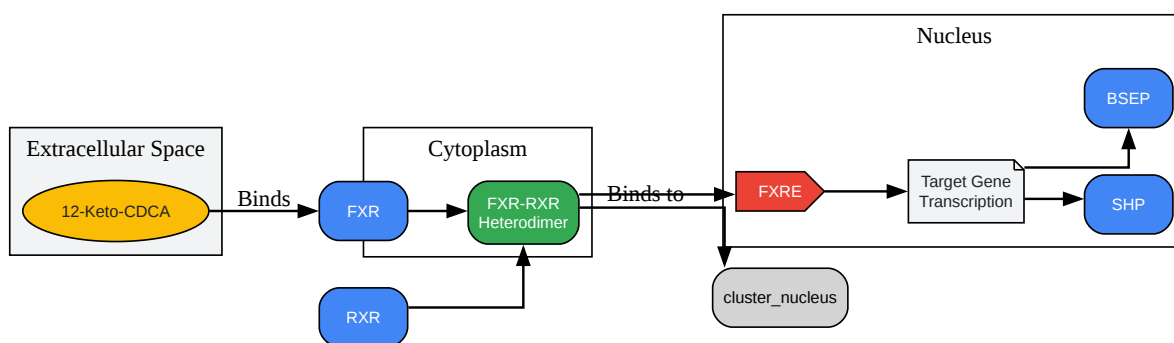 Nucleus
BSEP
Extracellular Space
Cytoplasm
12-Keto-CDCA
Binds
FXR
FXR-RXR
Heterodimer
Binds to
FXRE
Target Gene
Transcription
SHP
RXR
cluster_nucleus